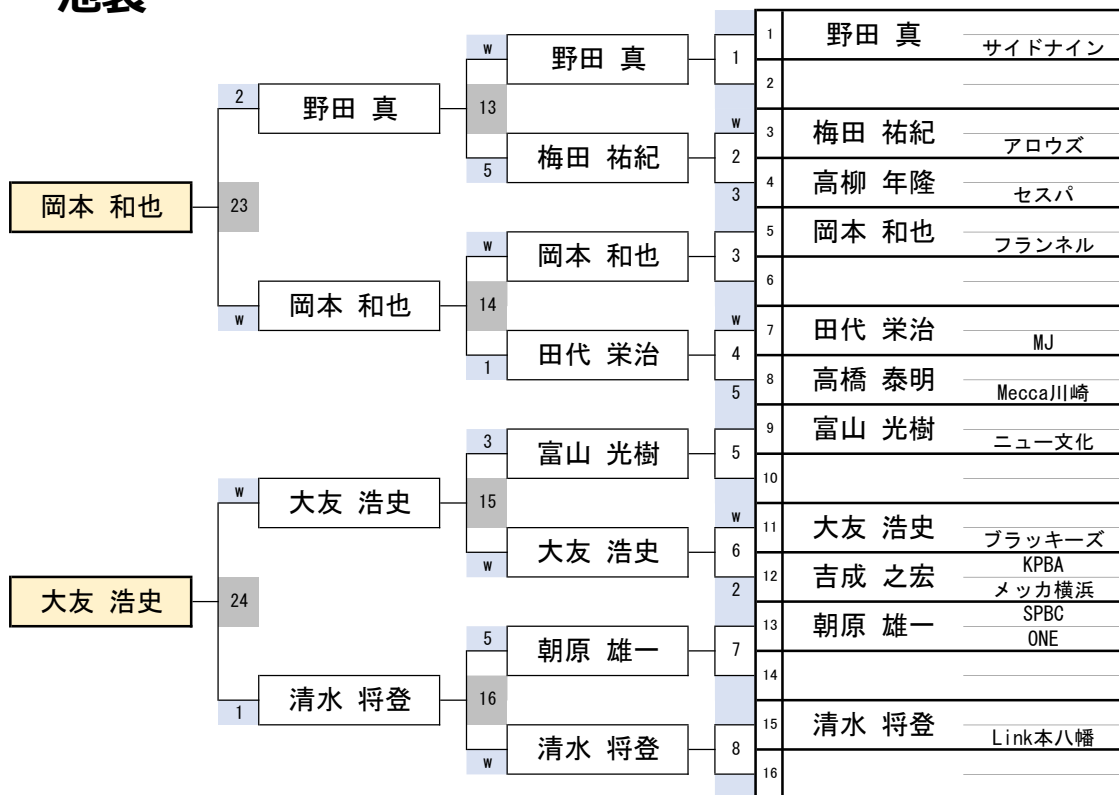 池袋
1 野田 真 サイドナイン
2
3 梅田 祐紀 アロウズ
4 高柳 年隆 セスパ
5 岡本 和也 フランネル
6
7 田代 栄治 MJ
8 高橋 泰明 Mecca川崎
9 富山 光樹 ニュー文化
10
11 大友 浩史 ブラッキーズ
12 吉成 之宏 KPBA
メッカ横浜
13 朝原 雄一 SPBC
ONE
14
15 清水 将登 Link本八幡
16
1
W
2
3
3
W
4
5
5
W
6
2
7
8
W 野田 真
13
5 梅田 祐紀
W 岡本 和也
14
1 田代 栄治
3 富山 光樹
15
W 大友 浩史
5 朝原 雄一
16
W 清水 将登
2 野田 真
23
W 岡本 和也
W 大友 浩史
24
1 清水 将登
岡本 和也
大友 浩史